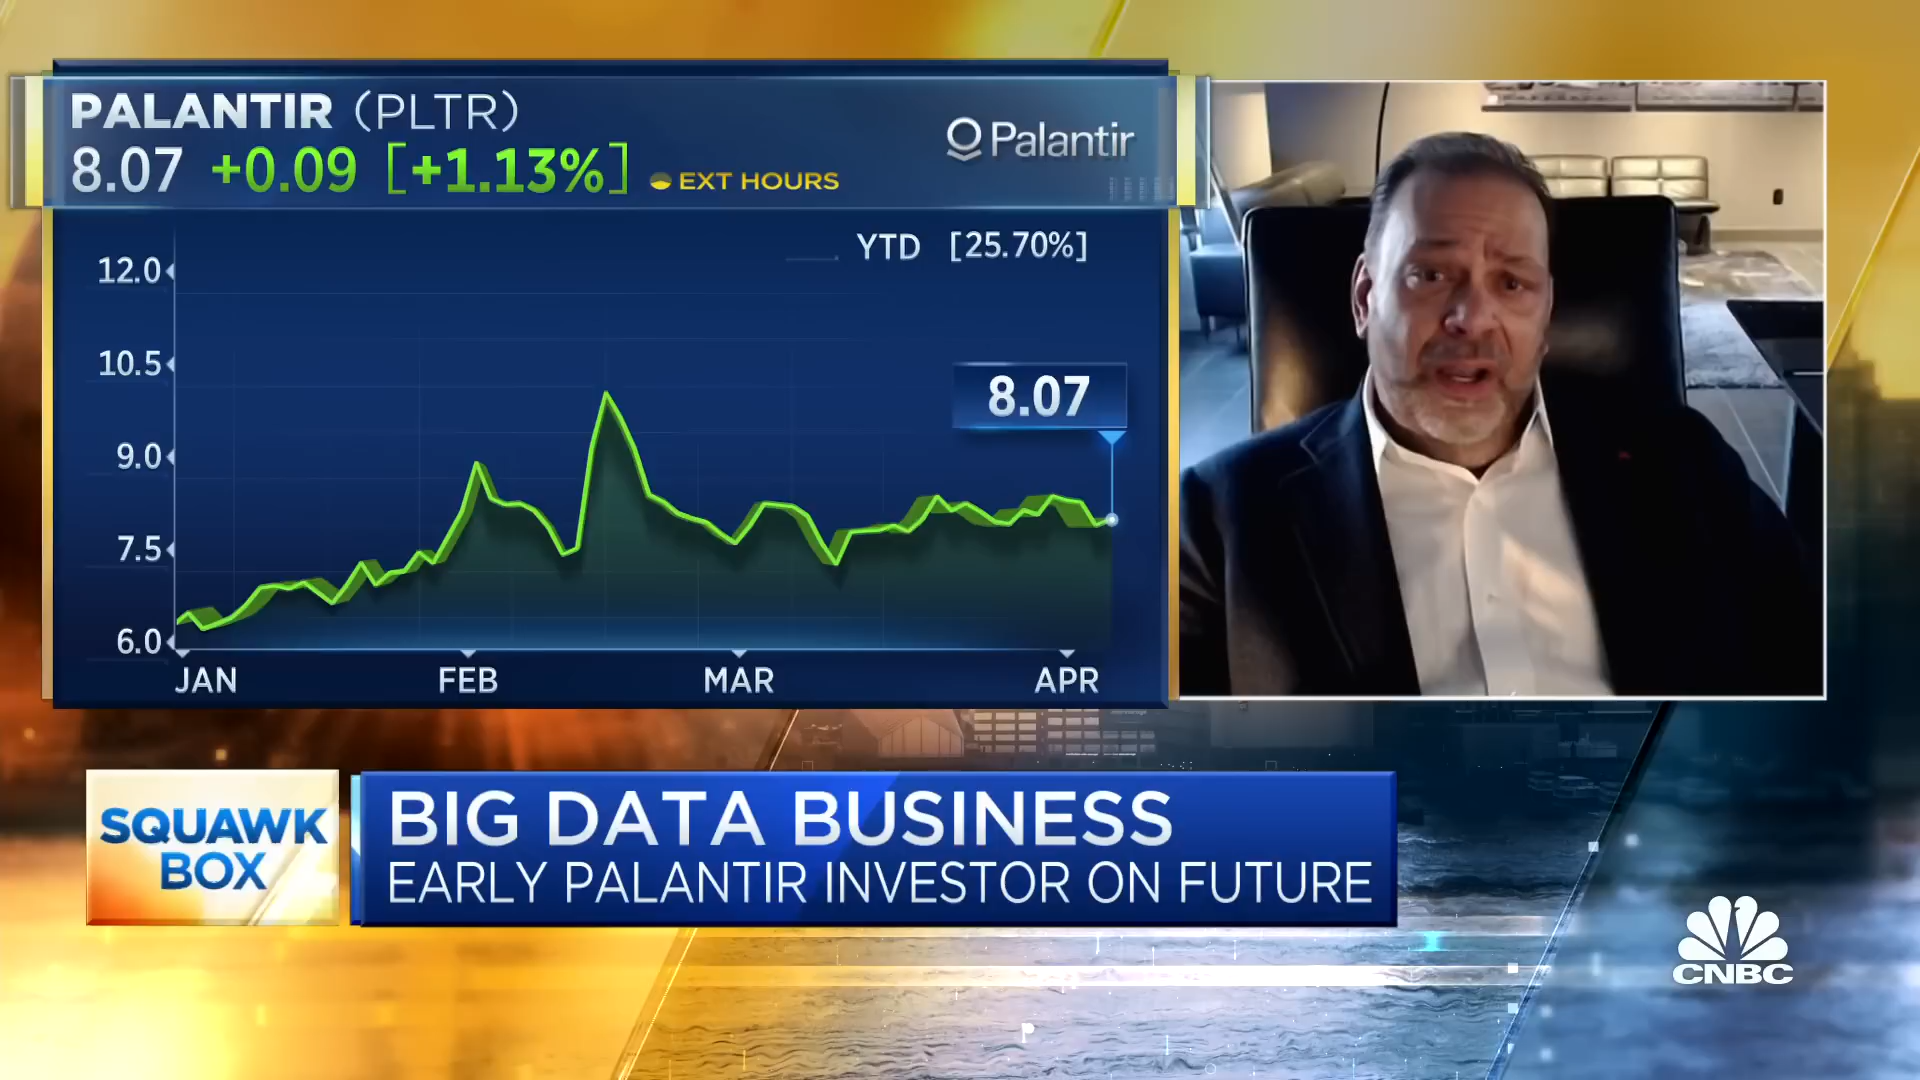 PALANTIR (PLTR)
8.07 +0.09 [+1.13%] EXT HOURS
Palantir
YTD [25.70%]
12.0
10.5
9.0
7.5
6.0
8.07
JAN FEB MAR APR
SQUAWK
BOX
BIG DATA BUSINESS
EARLY PALANTIR INVESTOR ON FUTURE
CNBC